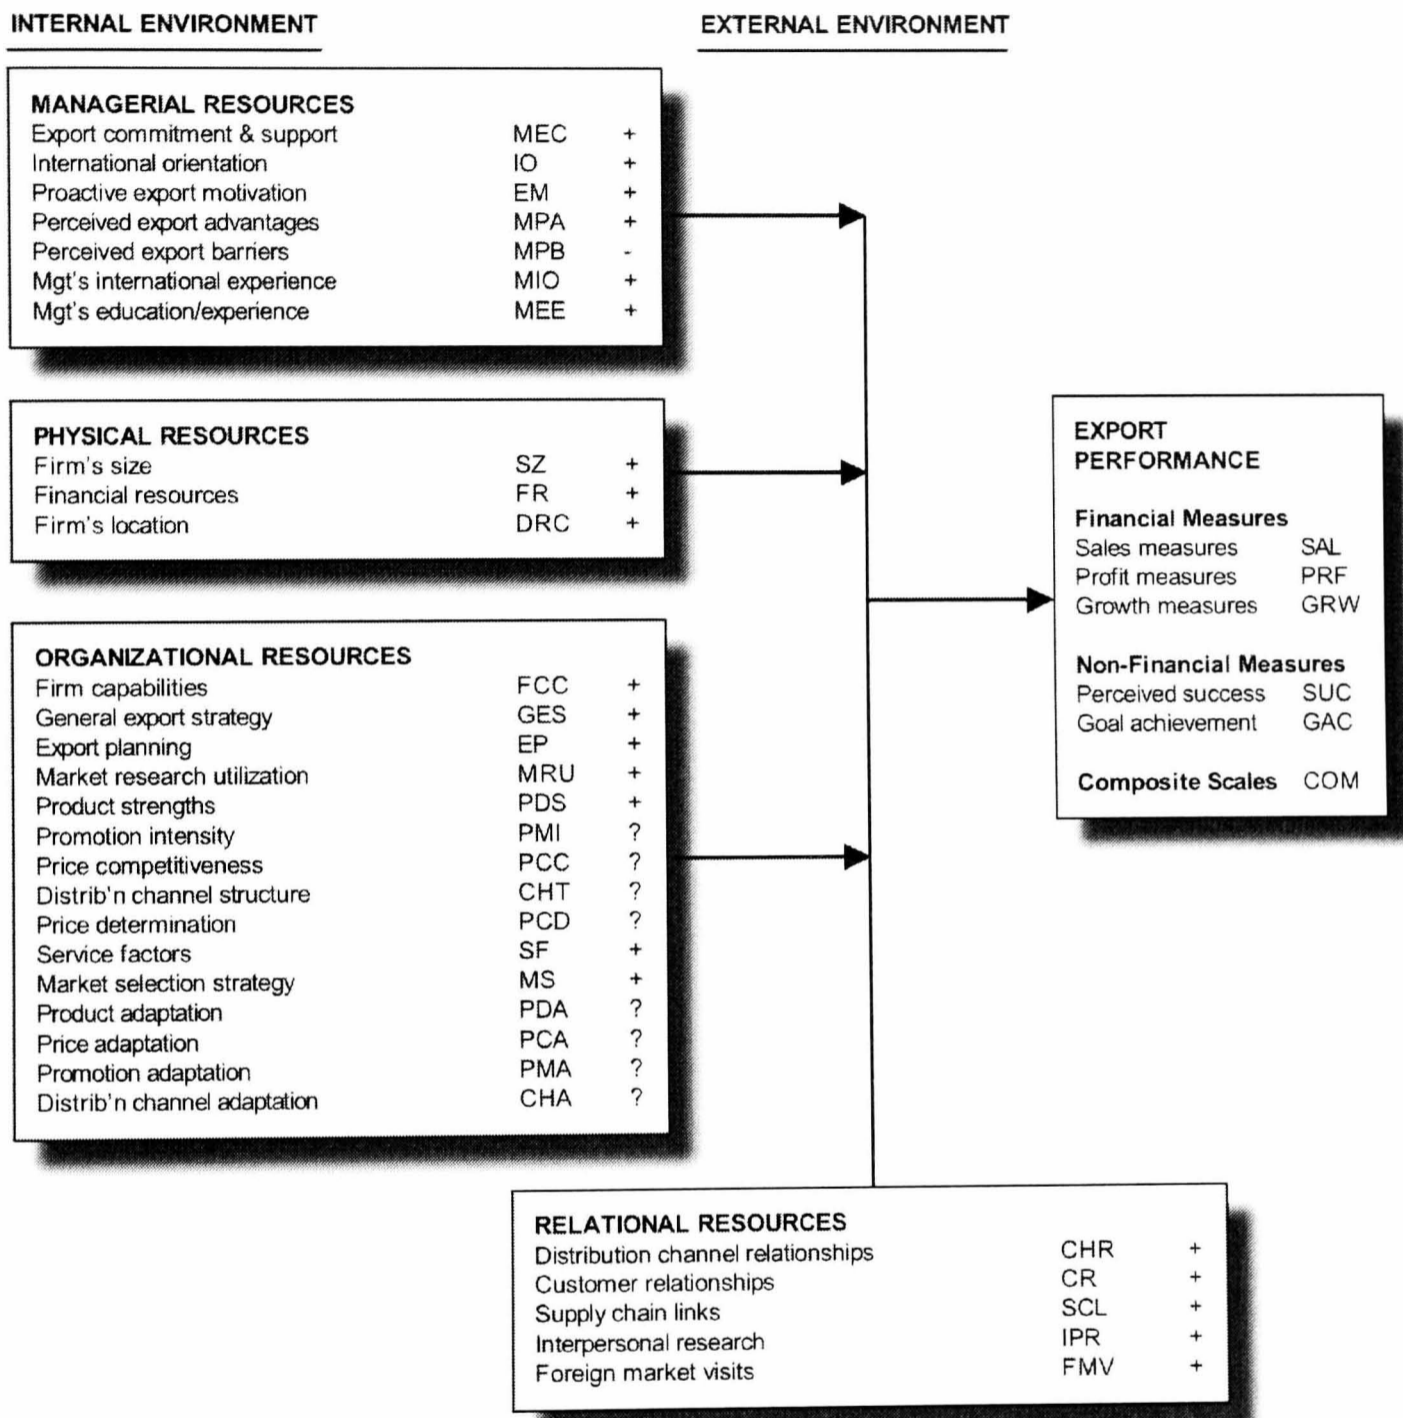 INTERNAL ENVIRONMENT
EXTERNAL ENVIRONMENT
MANAGERIAL RESOURCES
Export commitment & support MEC +
International orientation IO +
Proactive export motivation EM +
Perceived export advantages MPA +
Perceived export barriers MPB -
Mgt's international experience MIO +
Mgt's education/experience MEE +
PHYSICAL RESOURCES
Firm's size SZ +
Financial resources FR +
Firm's location DRC +
ORGANIZATIONAL RESOURCES
Firm capabilities FCC +
General export strategy GES +
Export planning EP +
Market research utilization MRU +
Product strengths PDS +
Promotion intensity PMI ?
Price competitiveness PCC ?
Distrib'n channel structure CHT ?
Price determination PCD ?
Service factors SF +
Market selection strategy MS +
Product adaptation PDA ?
Price adaptation PCA ?
Promotion adaptation PMA ?
Distrib'n channel adaptation CHA ?
EXPORT
PERFORMANCE
Financial Measures
Sales measures SAL
Profit measures PRF
Growth measures GRW
Non-Financial Measures
Perceived success SUC
Goal achievement GAC
Composite Scales COM
RELATIONAL RESOURCES
Distribution channel relationships CHR +
Customer relationships CR +
Supply chain links SCL +
Interpersonal research IPR +
Foreign market visits FMV +